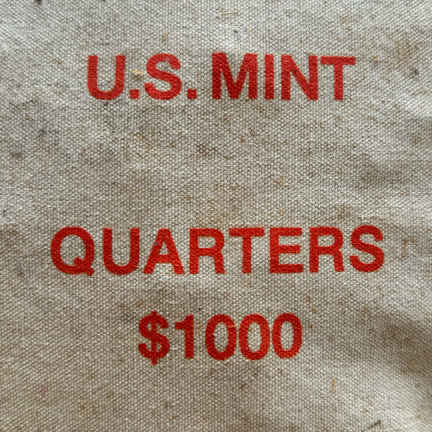 U.S. MINT
QUARTERS
$1000